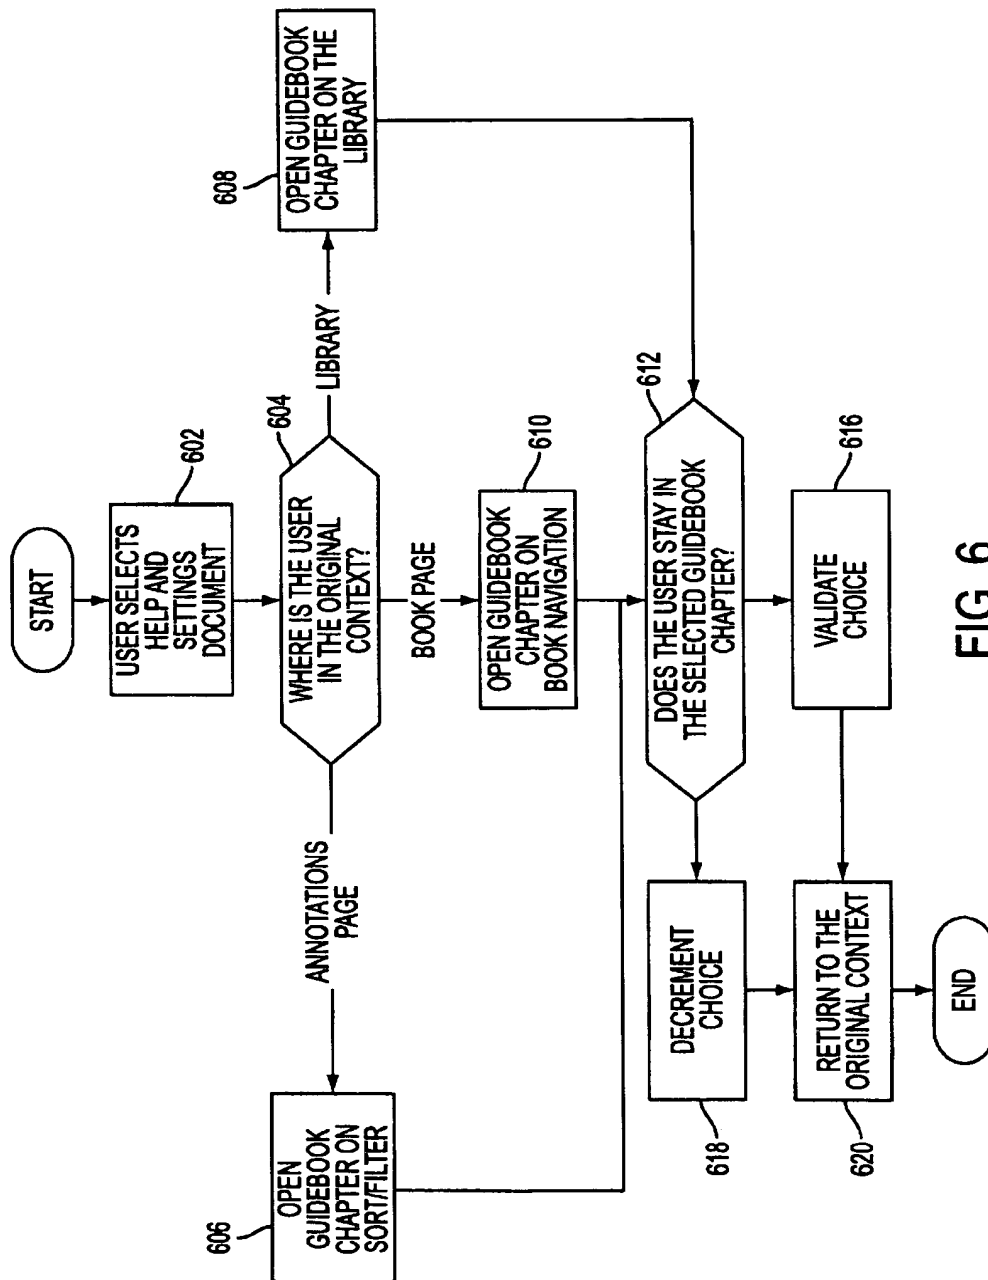 START
602
USER SELECTS
HELP AND
SETTINGS
DOCUMENT
604
WHERE IS THE USER
IN THE ORIGINAL
CONTEXT?
ANNOTATIONS
PAGE
BOOK PAGE
LIBRARY
606
OPEN
GUIDEBOOK
CHAPTER ON
SORT/FILTER
610
OPEN GUIDEBOOK
CHAPTER ON
BOOK NAVIGATION
608
OPEN GUIDEBOOK
CHAPTER ON THE
LIBRARY
612
DOES THE USER STAY IN
THE SELECTED GUIDEBOOK
CHAPTER?
618
DECREMENT
CHOICE
616
VALIDATE
CHOICE
620
RETURN TO THE
ORIGINAL CONTEXT
END
FIG. 6